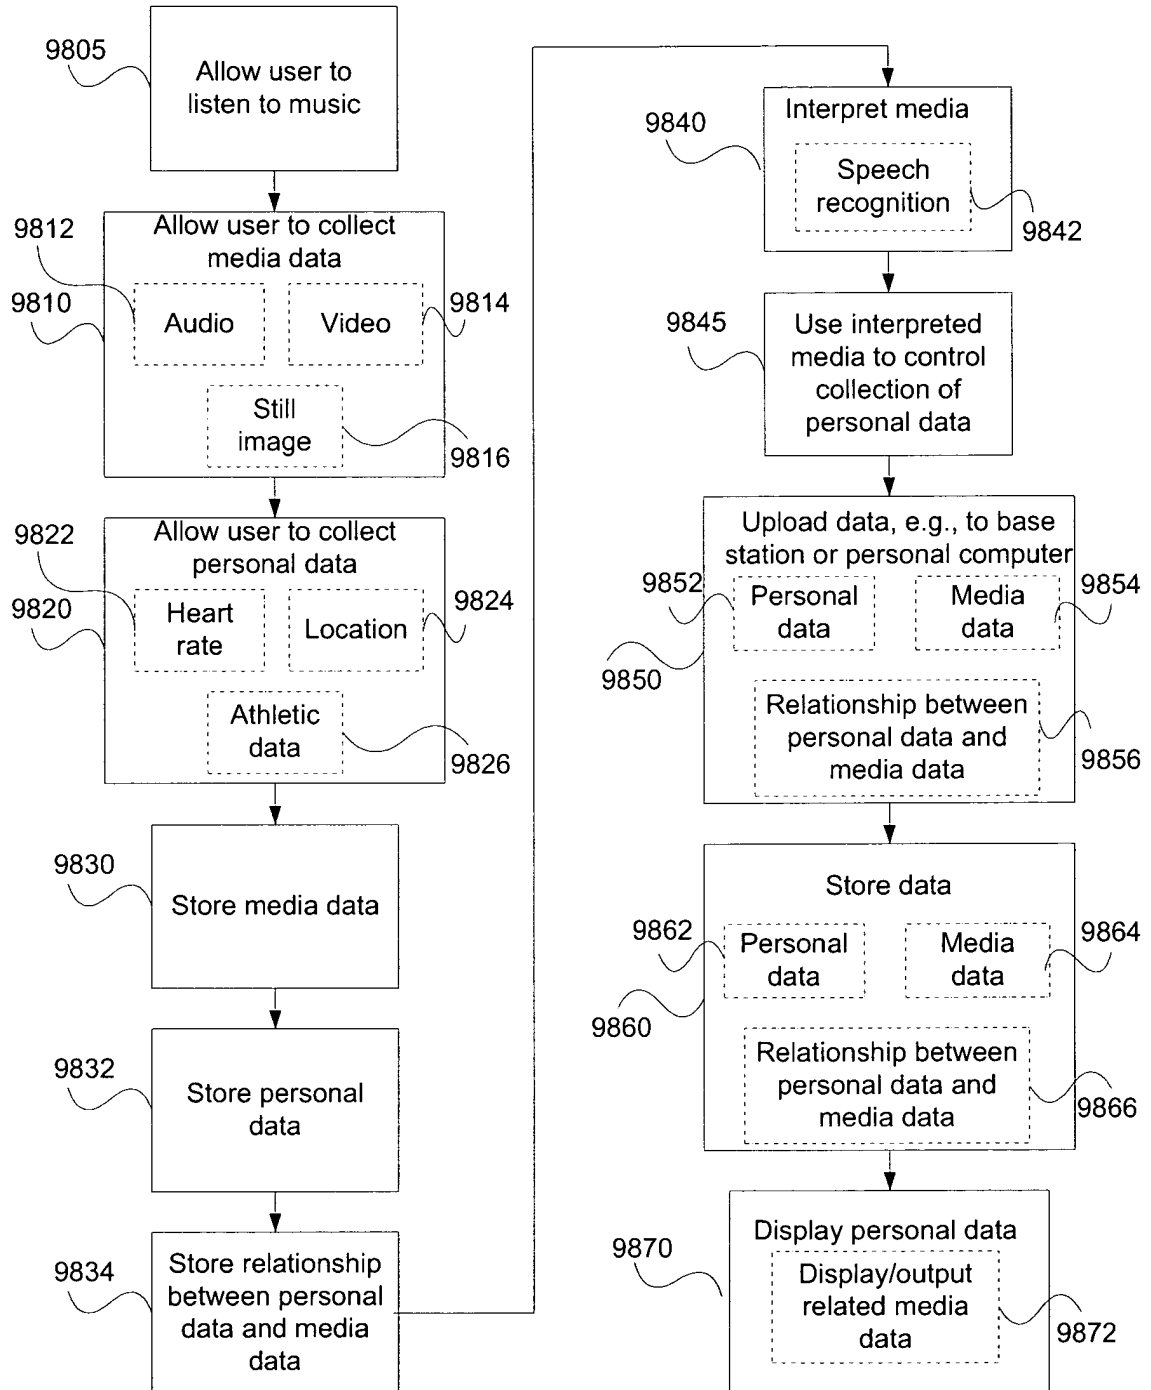 9805
Allow user to
listen to music
9812
9810
Allow user to collect
media data
Audio
Video
9814
Still
image
9816
9822
9820
Allow user to collect
personal data
Heart
rate
Location
9824
Athletic
data
9826
9830
Store media data
9832
Store personal
data
9834
Store relationship
between personal
data and media
data
9840
Interpret media
Speech
recognition
9842
9845
Use interpreted
media to control
collection of
personal data
Upload data, e.g., to base
station or personal computer
9852
Personal
data
Media
data
9854
9850
Relationship between
personal data and
media data
9856
Store data
9862
Personal
data
Media
data
9864
9860
Relationship between
personal data and
media data
9866
9870
Display personal data
Display/output
related media
data
9872